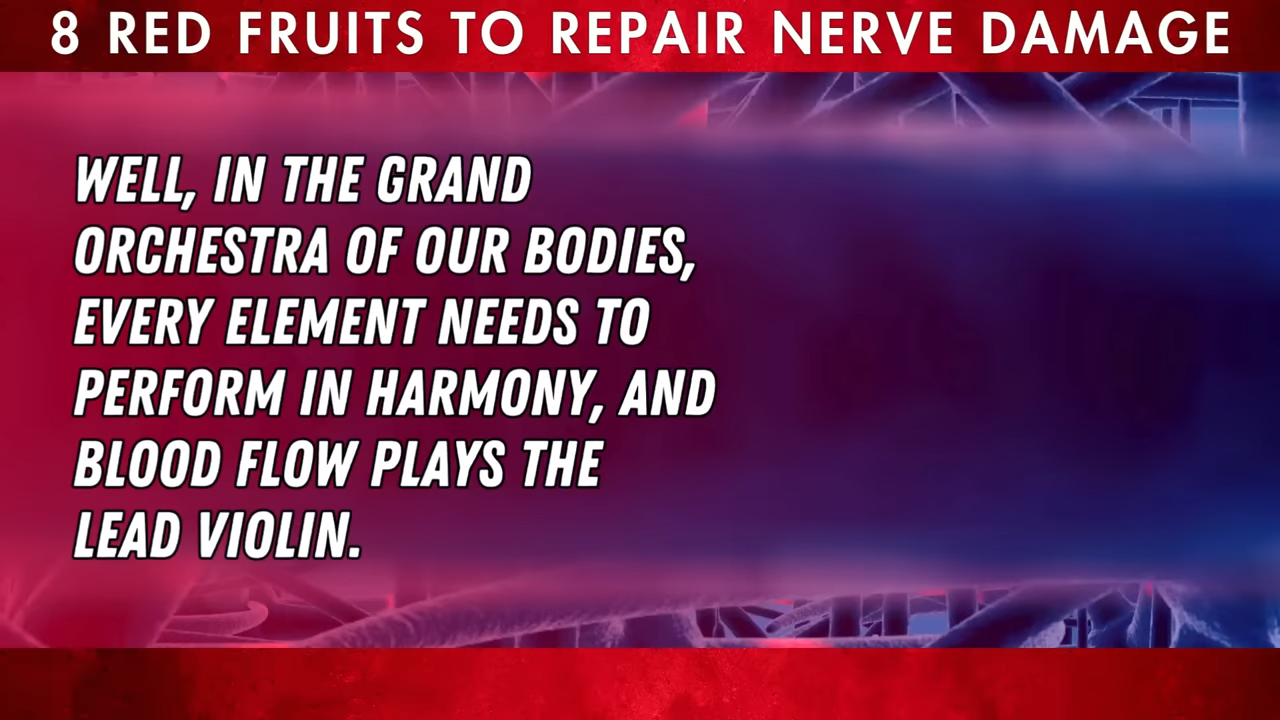 8 RED FRUITS TO REPAIR NERVE DAMAGE
WELL, IN THE GRAND
ORCHESTRA OF OUR BODIES,
EVERY ELEMENT NEEDS TO
PERFORM IN HARMONY, AND
BLOOD FLOW PLAYS THE
LEAD VIOLIN.